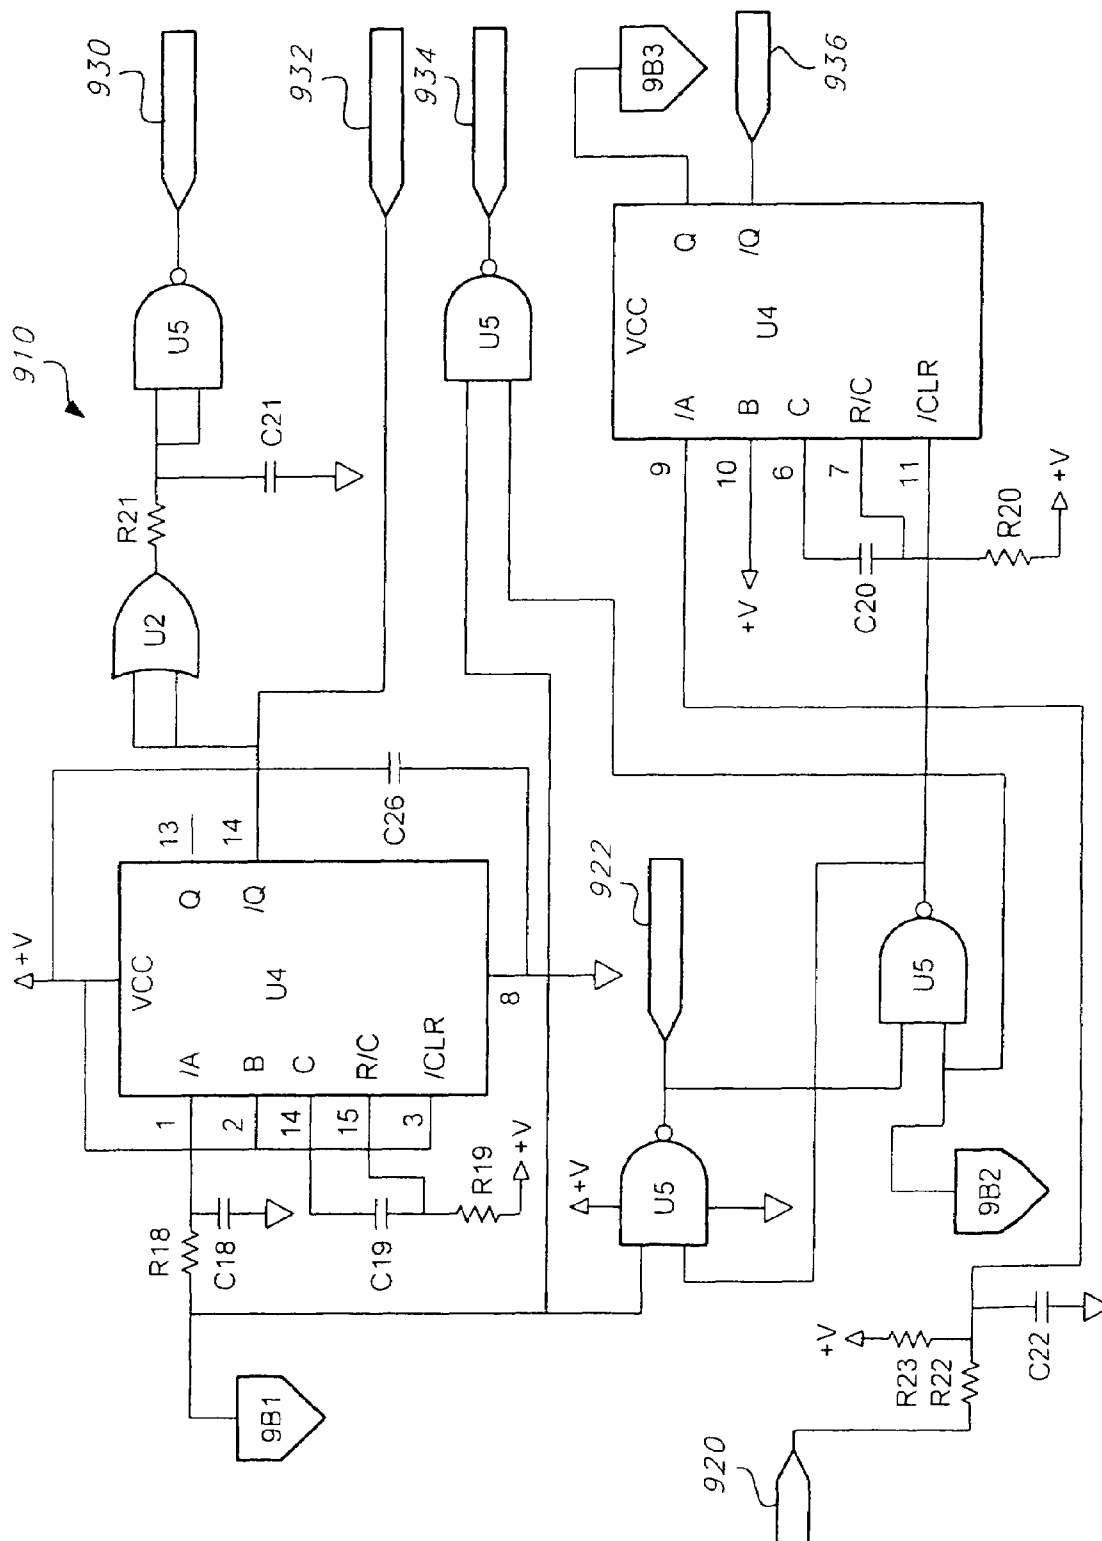 910
930
932
934
936
922
920
U5
R21
C21
U2
+V
VCC
13
14
Q
/Q
U4
/A
B
C
R/C
/CLR
8
1
2
14
15
3
C26
R18
C18
C19
R19
+V
9B1
U5
9B3
VCC
Q
/Q
U4
/A
B
C
R/C
/CLR
9
10
6
7
11
+V
C20
R20
+V
+V
U5
U5
9B2
+V
R23
R22
C22